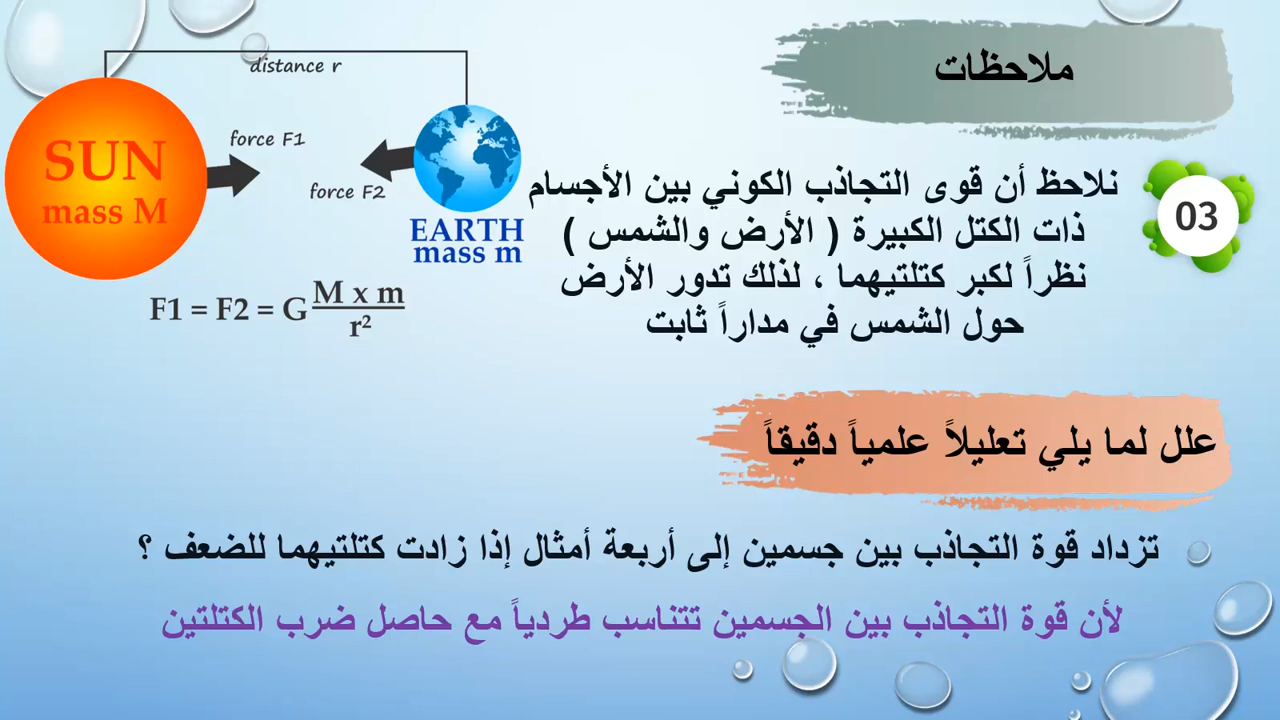 ملاحظات
03
نلاحظ أن قوى التجاذب الكوني بين الأجسام
ذات الكتل الكبيرة ( الأرض والشمس )
نظراً لكبر كتلتيهما ، لذلك تدور الأرض
حول الشمس في مداراً ثابت
distance r
SUN
mass M
force F1
force F2
EARTH
mass m
F1 = F2 = G M x m / r²
علل لما يلي تعليلاً علمياً دقيقاً
تزداد قوة التجاذب بين جسمين إلى أربعة أمثال إذا زادت كتلتيهما للضعف ؟
لأن قوة التجاذب بين الجسمين تتناسب طردياً مع حاصل ضرب الكتلتين